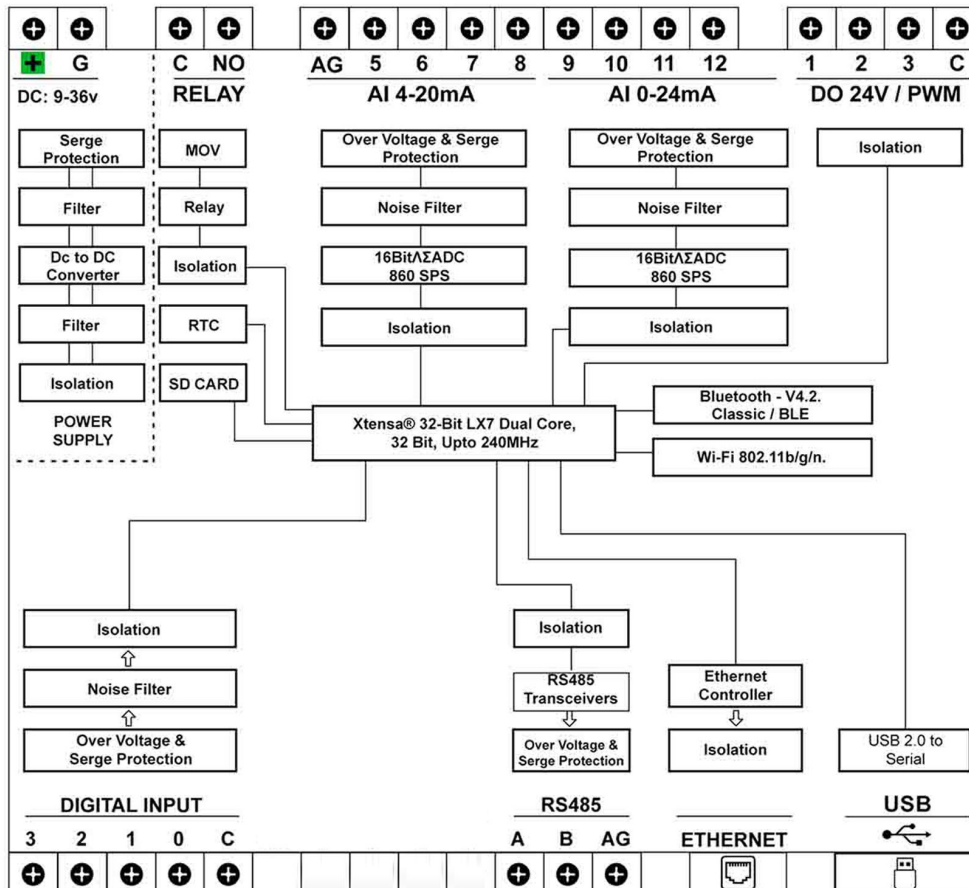 + G
DC: 9-36v
C NO
RELAY
AG 5 6 7 8
AI 4-20mA
9 10 11 12
AI 0-24mA
1 2 3 C
DO 24V / PWM
Serge
Protection
Filter
Dc to DC
Converter
Filter
Isolation
POWER
SUPPLY
MOV
Relay
Isolation
RTC
SD CARD
Over Voltage & Serge
Protection
Noise Filter
16BitΛΣADC
860 SPS
Isolation
Over Voltage & Serge
Protection
Noise Filter
16BitΛΣADC
860 SPS
Isolation
Isolation
Xtensa® 32-Bit LX7 Dual Core,
32 Bit, Upto 240MHz
Bluetooth - V4.2.
Classic / BLE
Wi-Fi 802.11b/g/n.
Isolation
Noise Filter
Over Voltage &
Serge Protection
DIGITAL INPUT
3 2 1 0 C
Isolation
RS485
Transceivers
Over Voltage &
Serge Protection
RS485
A B AG
Ethernet
Controller
Isolation
ETHERNET
USB 2.0 to
Serial
USB